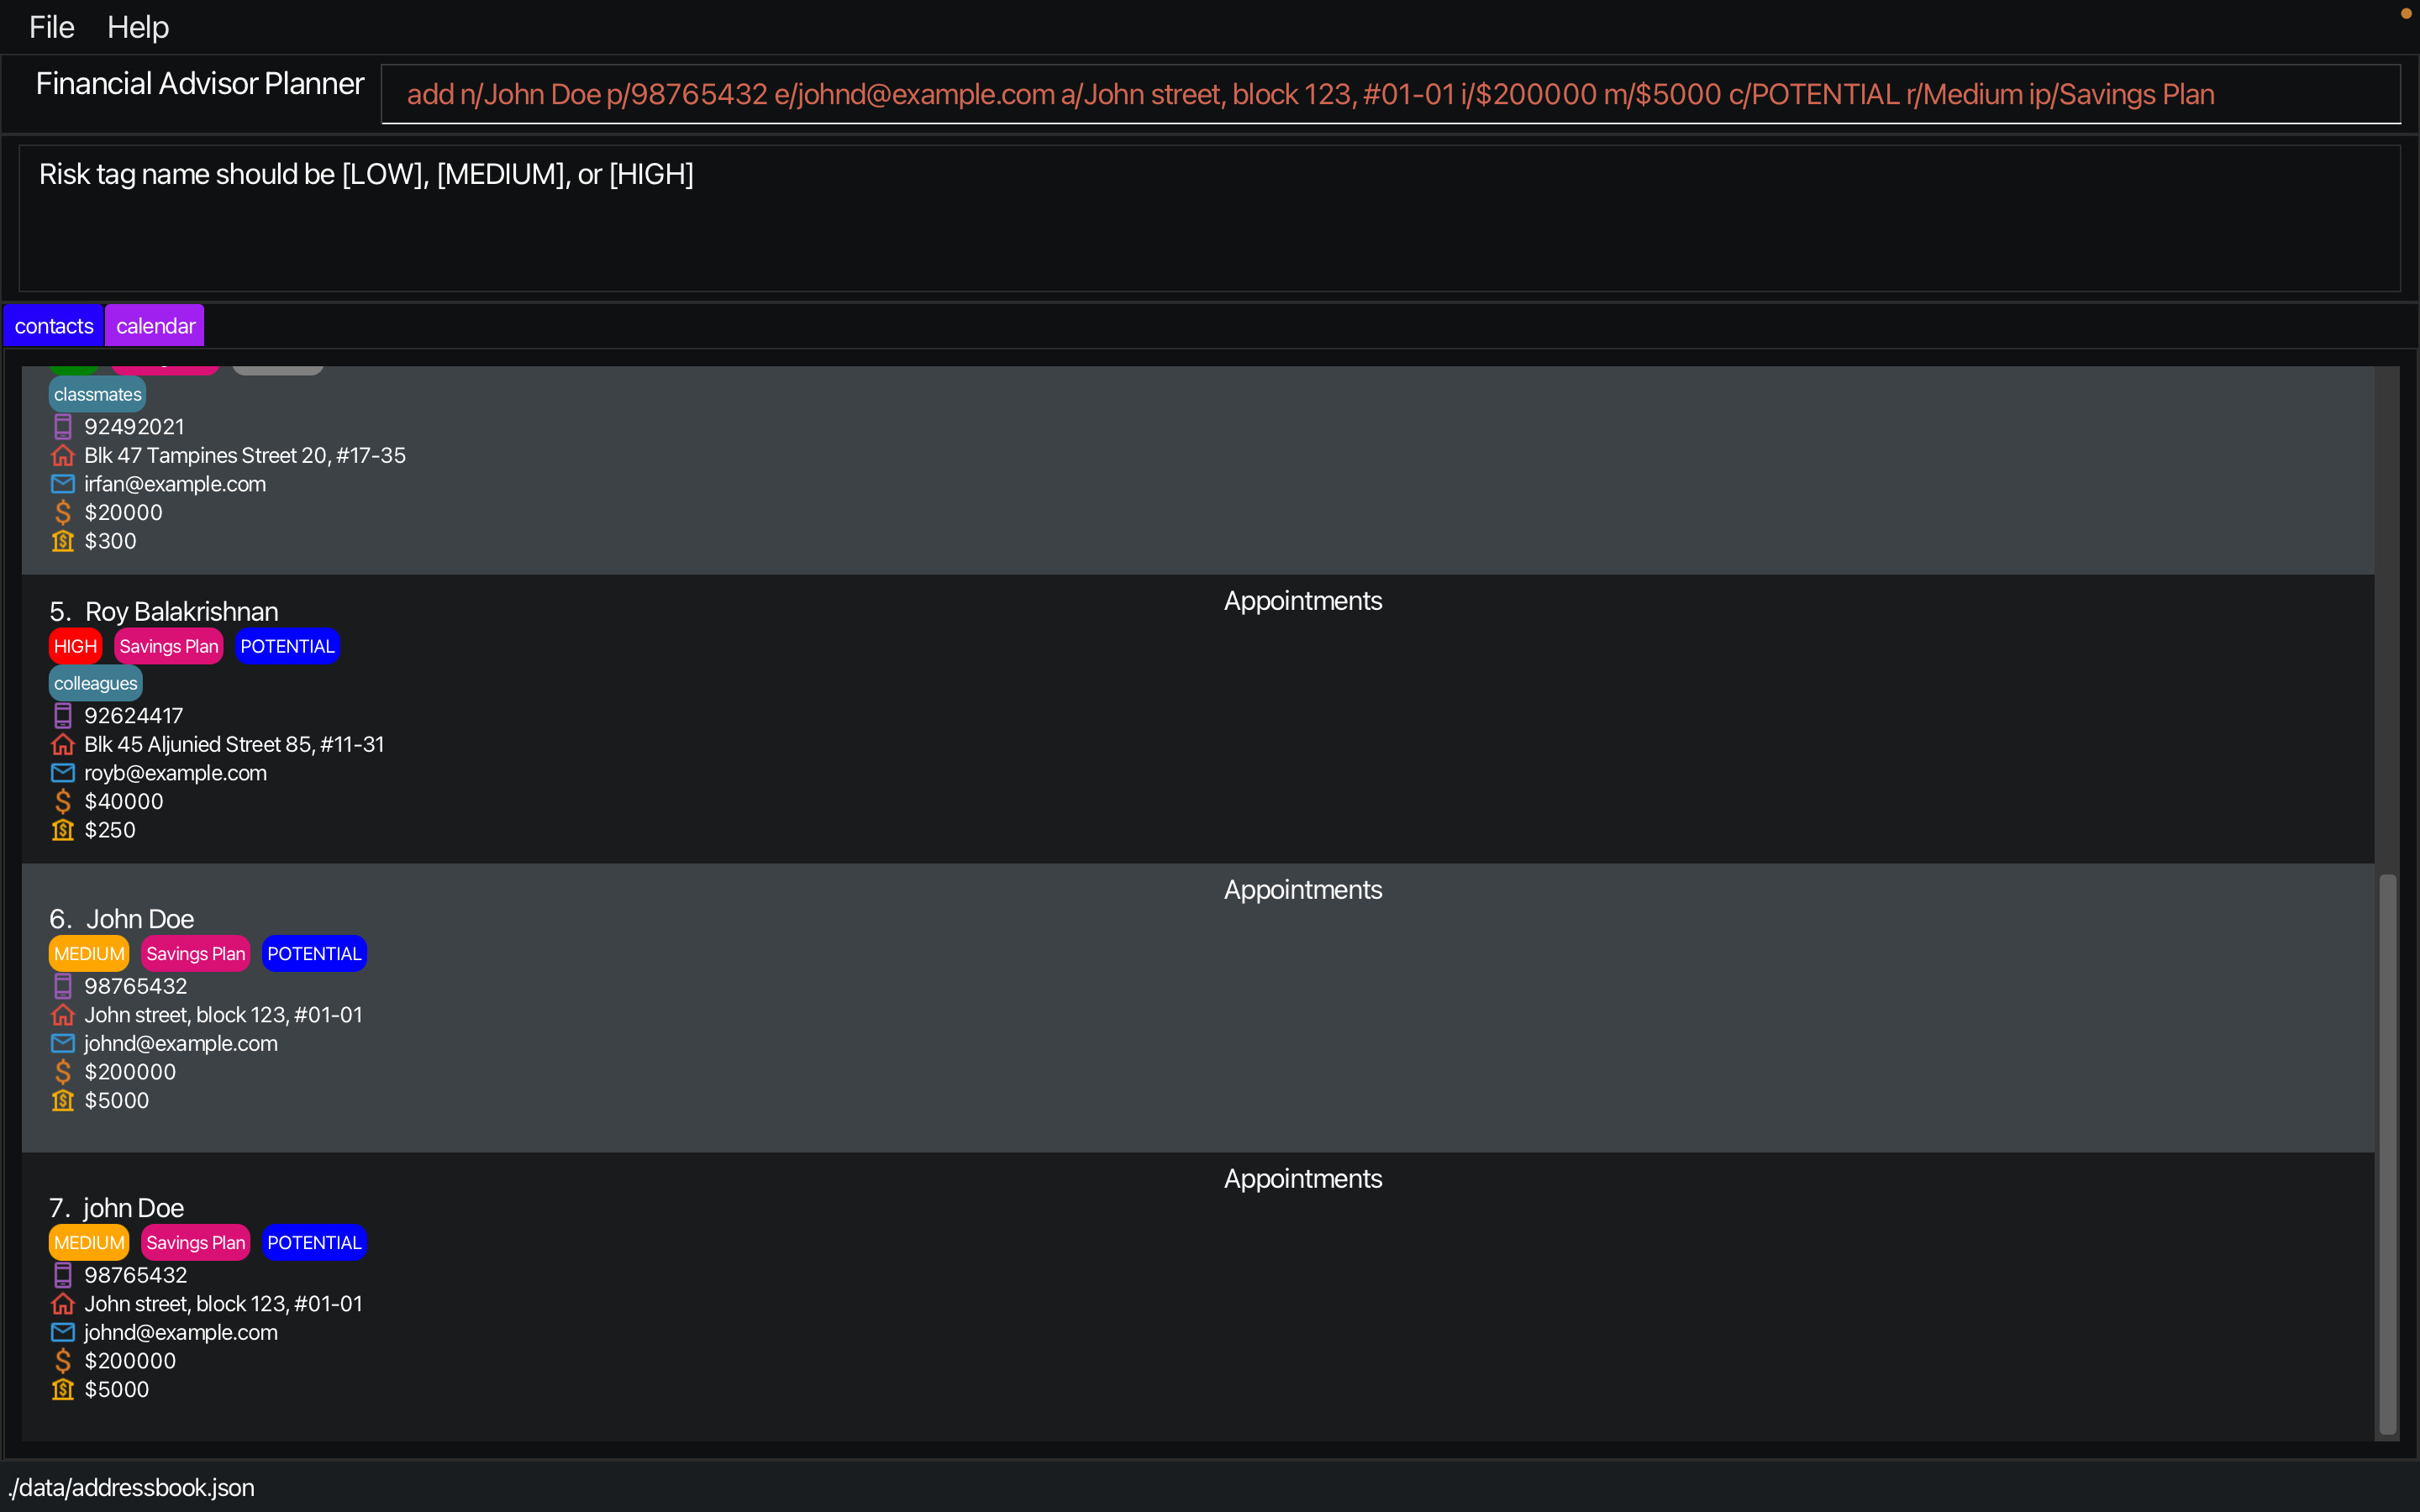 File Help
Financial Advisor Planner
add n/John Doe p/98765432 e/johnd@example.com a/John street, block 123, #01-01 i/$200000 m/$5000 c/POTENTIAL r/Medium ip/Savings Plan
Risk tag name should be [LOW], [MEDIUM], or [HIGH]
contacts calendar
classmates
92492021
Blk 47 Tampines Street 20, #17-35
irfan@example.com
$20000
$300
Appointments
5. Roy Balakrishnan
HIGH Savings Plan POTENTIAL
colleagues
92624417
Blk 45 Aljunied Street 85, #11-31
royb@example.com
$40000
$250
Appointments
6. John Doe
MEDIUM Savings Plan POTENTIAL
98765432
John street, block 123, #01-01
johnd@example.com
$200000
$5000
Appointments
7. john Doe
MEDIUM Savings Plan POTENTIAL
98765432
John street, block 123, #01-01
johnd@example.com
$200000
$5000
./data/addressbook.json